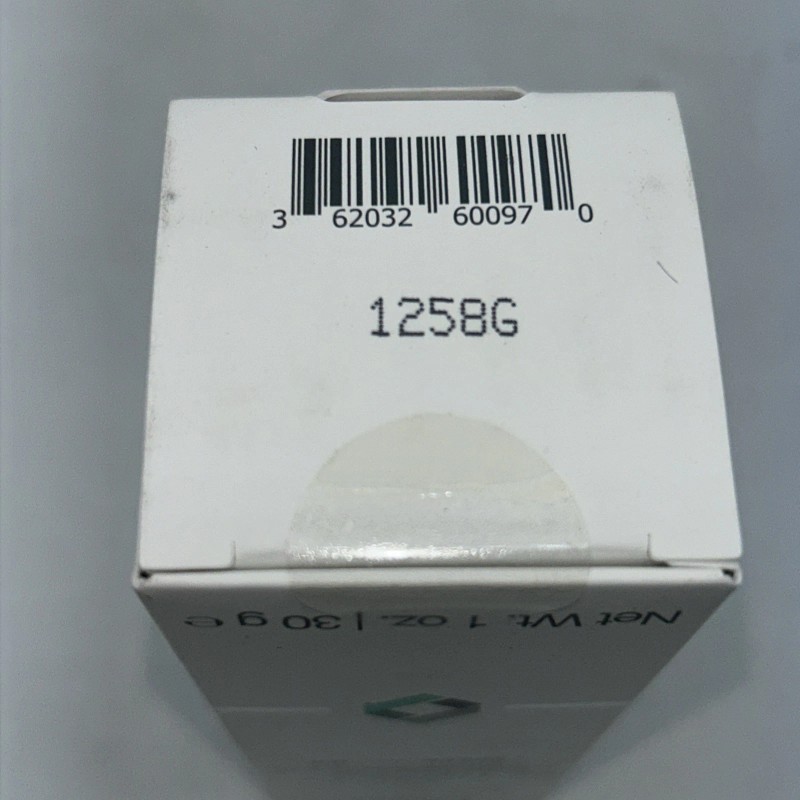 3 62032 60097 0
1258G
Net Wt. 1 oz. | 30 g e